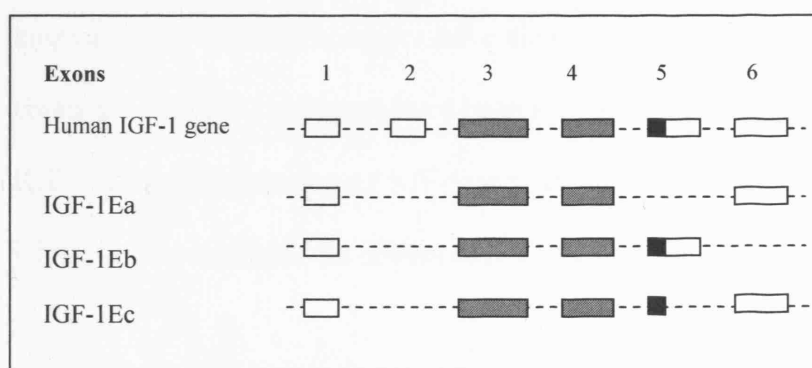 Exons 1 2 3 4 5 6
Human IGF-1 gene
IGF-1Ea
IGF-1Eb
IGF-1Ec